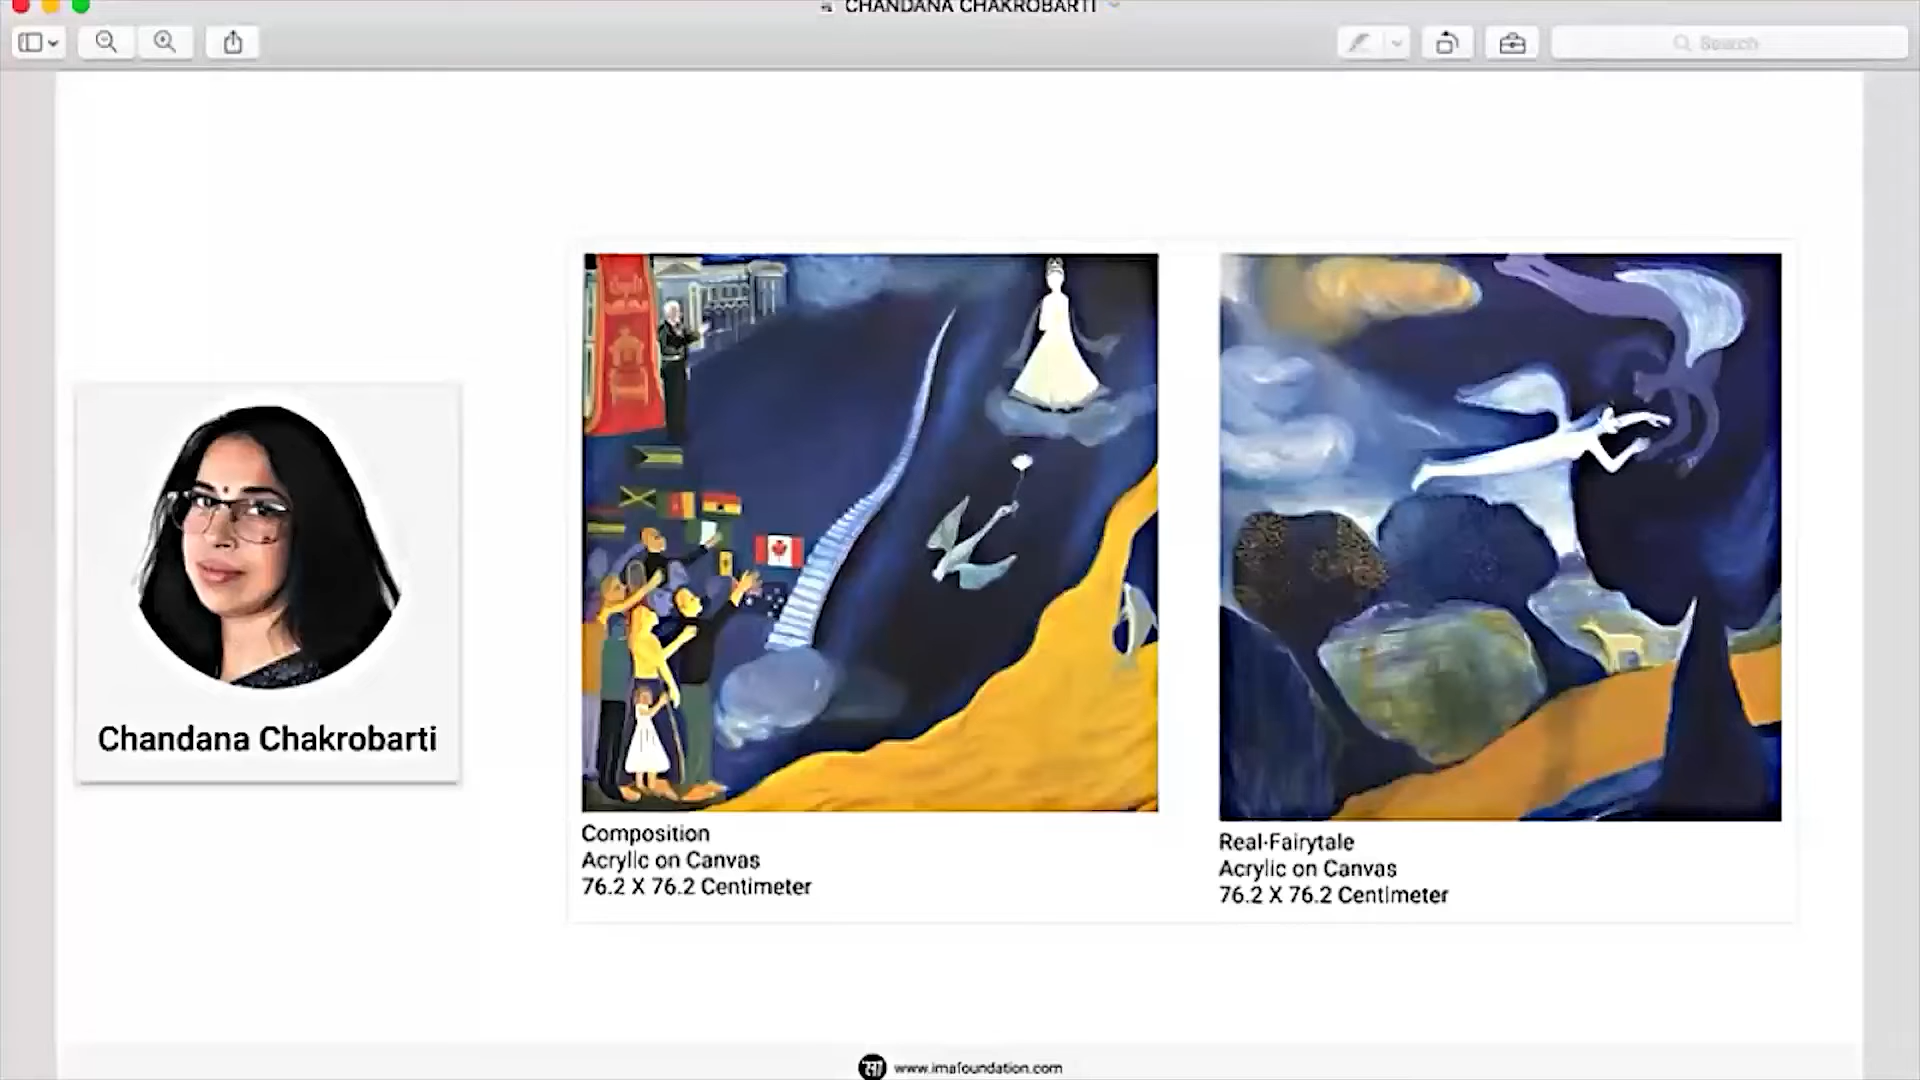 CHANDANA CHAKROBARTI
Search
Chandana Chakrobarti
Composition
Acrylic on Canvas
76.2 X 76.2 Centimeter
Real-Fairytale
Acrylic on Canvas
76.2 X 76.2 Centimeter
www.imafoundation.com